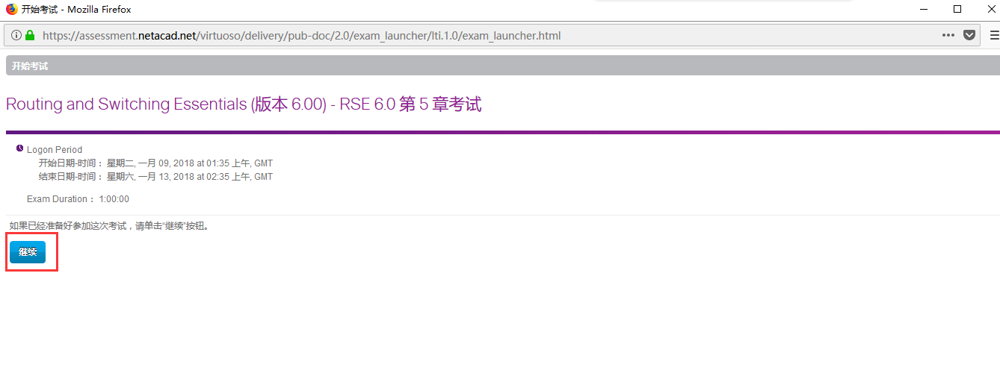 开始考试 - Mozilla Firefox
https://assessment.netacad.net/virtuoso/delivery/pub-doc/2.0/exam_launcher/lti.1.0/exam_launcher.html
开始考试
Routing and Switching Essentials (版本 6.00) - RSE 6.0 第 5 章考试
Logon Period
开始日期-时间： 星期二, 一月 09, 2018 at 01:35 上午, GMT
结束日期-时间： 星期六, 一月 13, 2018 at 02:35 上午, GMT
Exam Duration： 1:00:00
如果已经准备好参加这次考试，请单击“继续”按钮。
继续